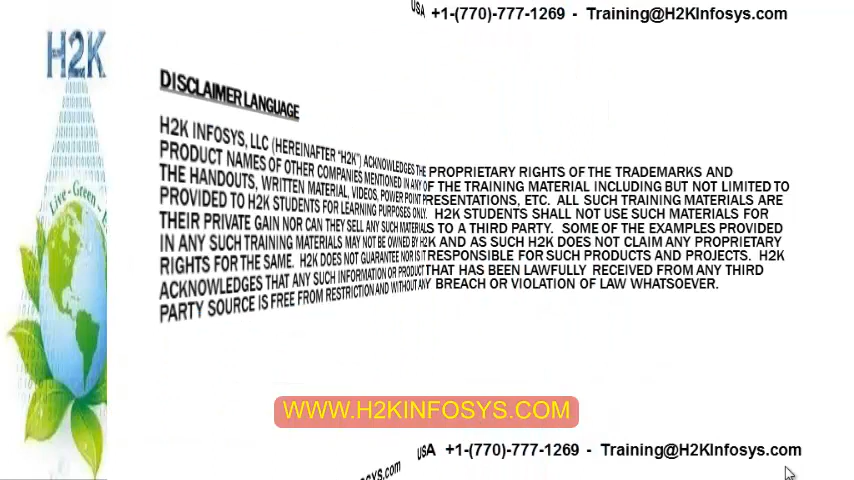 USA +1-(770)-777-1269 - Training@H2KInfosys.com
H2K
DISCLAIMER LANGUAGE
H2K INFOSYS, LLC (HEREINAFTER "H2K") ACKNOWLEDGES THE PROPRIETARY RIGHTS OF THE TRADEMARKS AND
PRODUCT NAMES OF OTHER COMPANIES MENTIONED IN ANY OF THE TRAINING MATERIAL INCLUDING BUT NOT LIMITED TO
THE HANDOUTS, WRITTEN MATERIAL, VIDEOS, POWER POINT PRESENTATIONS, ETC. ALL SUCH TRAINING MATERIALS ARE
PROVIDED TO H2K STUDENTS FOR LEARNING PURPOSES ONLY. H2K STUDENTS SHALL NOT USE SUCH MATERIALS FOR
THEIR PRIVATE GAIN NOR CAN THEY SELL ANY SUCH MATERIALS TO A THIRD PARTY. SOME OF THE EXAMPLES PROVIDED
IN ANY SUCH TRAINING MATERIALS MAY NOT BE OWNED BY H2K AND AS SUCH H2K DOES NOT CLAIM ANY PROPRIETARY
RIGHTS FOR THE SAME. H2K DOES NOT GUARANTEE NOR IS IT RESPONSIBLE FOR SUCH PRODUCTS AND PROJECTS. H2K
ACKNOWLEDGES THAT ANY SUCH INFORMATION OR PRODUCT THAT HAS BEEN LAWFULLY RECEIVED FROM ANY THIRD
PARTY SOURCE IS FREE FROM RESTRICTION AND WITHOUT ANY BREACH OR VIOLATION OF LAW WHATSOEVER.
Live - Green -
WWW.H2KINFOSYS.COM
USA +1-(770)-777-1269 - Training@H2KInfosys.com